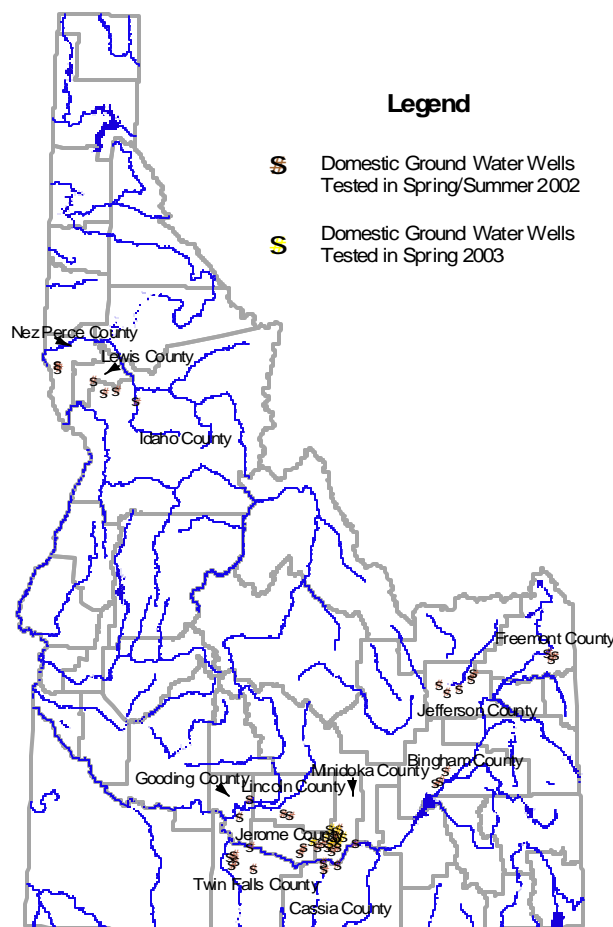 Legend
S Domestic Ground Water Wells
Tested in Spring/Summer 2002
S Domestic Ground Water Wells
Tested in Spring 2003
Nez Perce County
Lewis County
Idaho County
Freemont County
Jefferson County
Bingham County
Minidoka County
Gooding County
Lincoln County
Jerome County
Twin Falls County
Cassia County